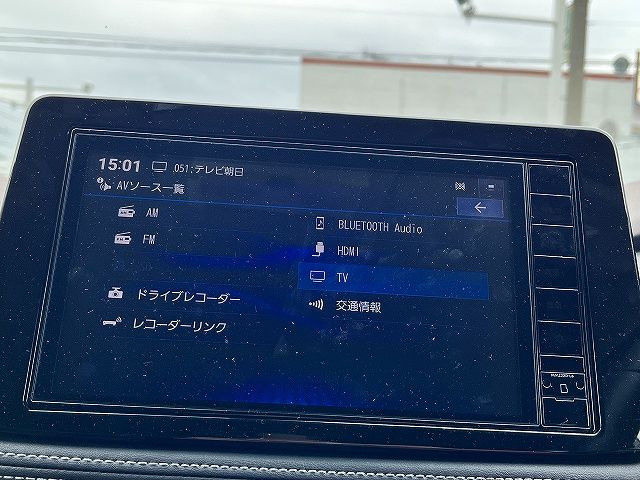 15:01 051:テレビ朝日
AVソース一覧
AM
FM
ドライブレコーダー
レコーダーリンク
BLUETOOTH Audio
HDMI
TV
交通情報